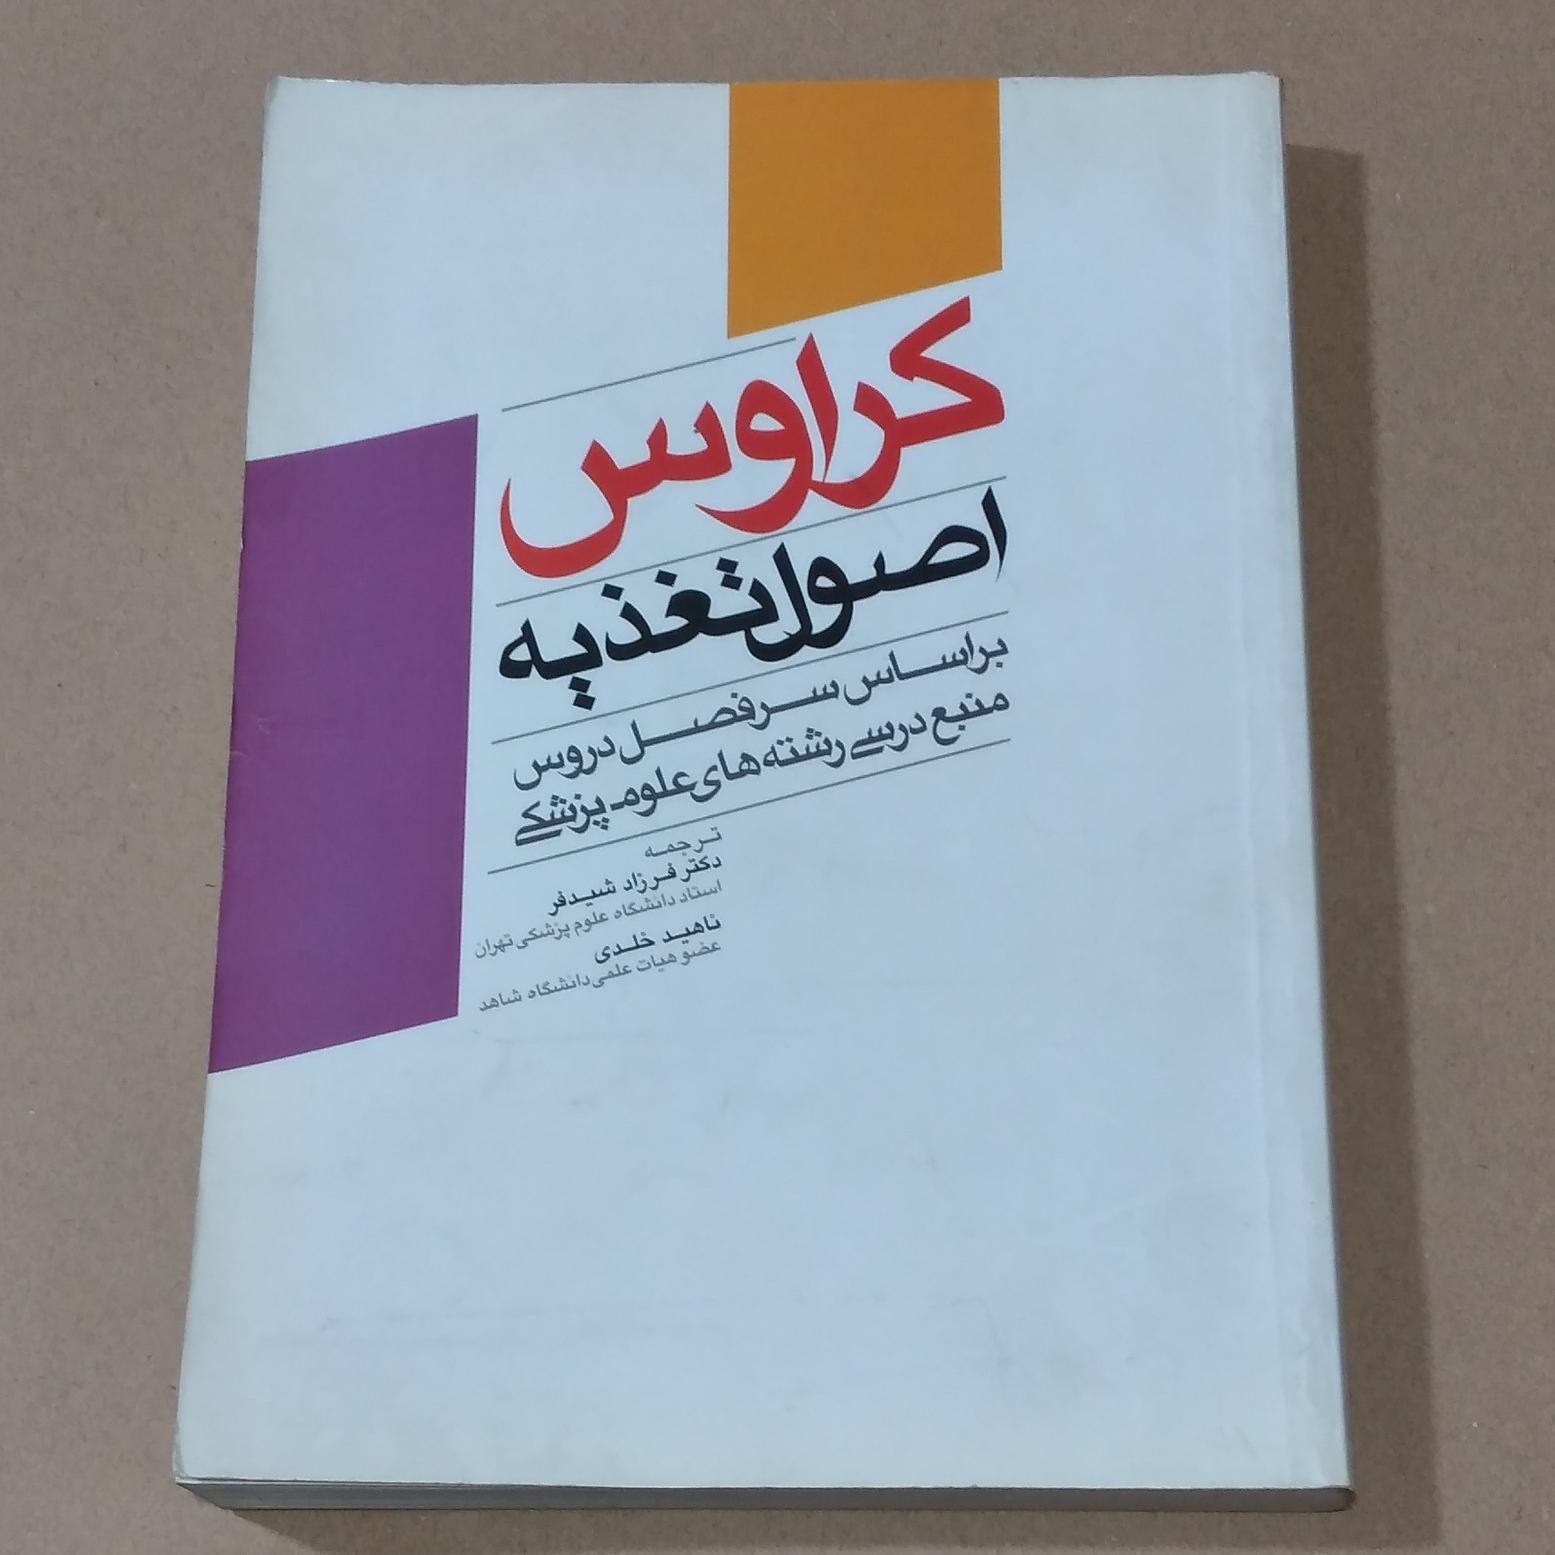 کراوس
اصول تغذیه
براساس سرفصل دروس
منبع درسی رشته‌های علوم پزشکی
ترجمه
دکتر فرزاد شیدفر
استاد دانشگاه علوم پزشکی تهران
ناهید خلدی
عضو هیات علمی دانشگاه شاهد